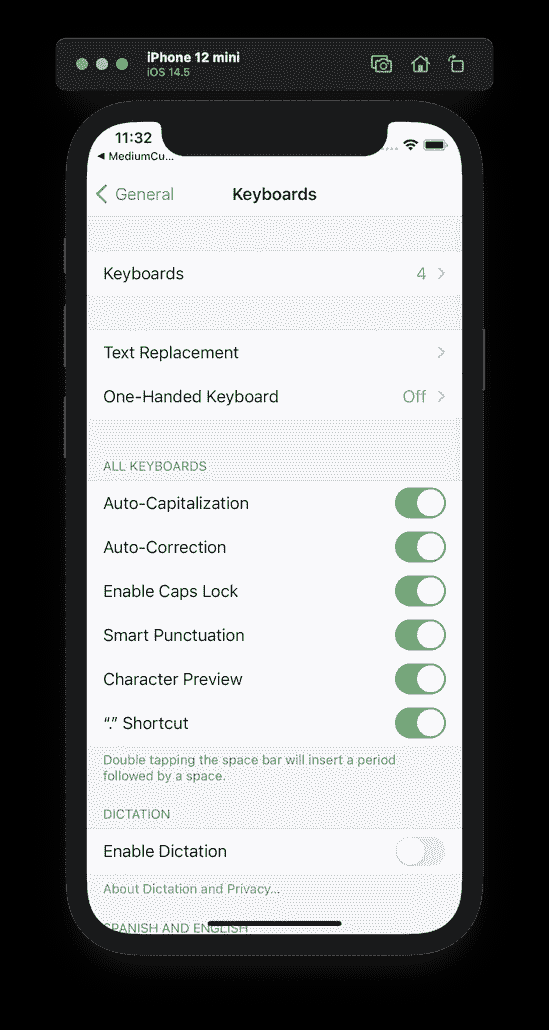 iPhone 12 mini
iOS 14.5
11:32
◀ MediumCu...
General
Keyboards
Keyboards 4
Text Replacement
One-Handed Keyboard Off
ALL KEYBOARDS
Auto-Capitalization
Auto-Correction
Enable Caps Lock
Smart Punctuation
Character Preview
“.” Shortcut
Double tapping the space bar will insert a period
followed by a space.
DICTATION
Enable Dictation
About Dictation and Privacy...
SPANISH AND ENGLISH